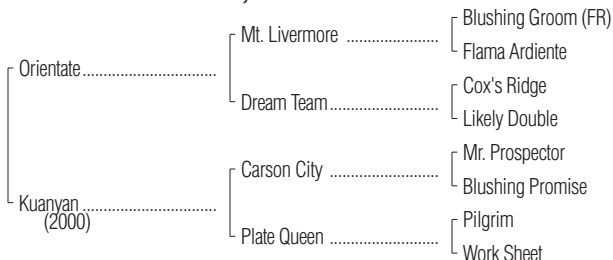 Blushing Groom (FR)
Mt. Livermore ......................
Flama Ardiente
Orientate................................
Cox's Ridge
Dream Team..........................
Likely Double
Mr. Prospector
Carson City ..........................
Blushing Promise
Kuanyan ................................
(2000)
Pilgrim
Plate Queen ..........................
Work Sheet